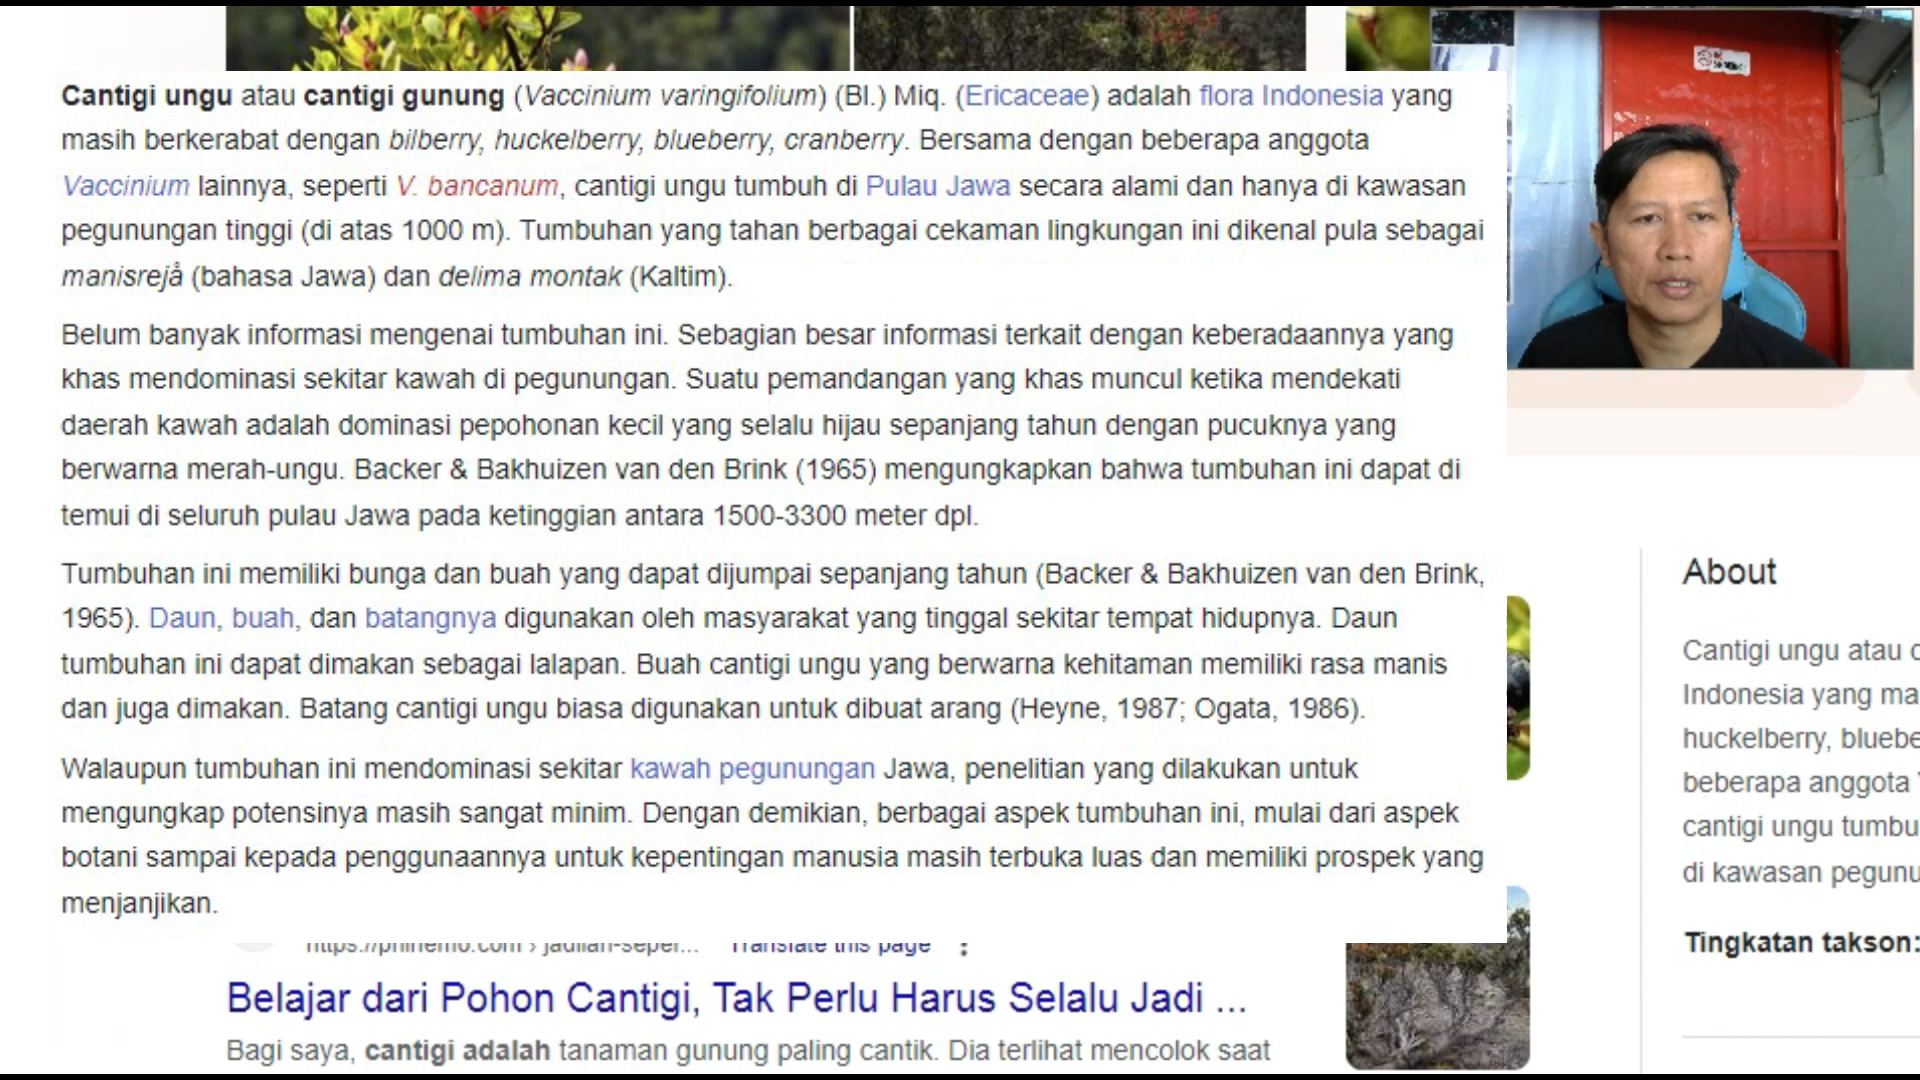 Cantigi ungu atau cantigi gunung (Vaccinium varingifolium) (Bl.) Miq. (Ericaceae) adalah flora Indonesia yang
masih berkerabat dengan bilberry, huckelberry, blueberry, cranberry. Bersama dengan beberapa anggota
Vaccinium lainnya, seperti V. bancanum, cantigi ungu tumbuh di Pulau Jawa secara alami dan hanya di kawasan
pegunungan tinggi (di atas 1000 m). Tumbuhan yang tahan berbagai cekaman lingkungan ini dikenal pula sebagai
manisrejå (bahasa Jawa) dan delima montak (Kaltim).
Belum banyak informasi mengenai tumbuhan ini. Sebagian besar informasi terkait dengan keberadaannya yang
khas mendominasi sekitar kawah di pegunungan. Suatu pemandangan yang khas muncul ketika mendekati
daerah kawah adalah dominasi pepohonan kecil yang selalu hijau sepanjang tahun dengan pucuknya yang
berwarna merah-ungu. Backer & Bakhuizen van den Brink (1965) mengungkapkan bahwa tumbuhan ini dapat di
temui di seluruh pulau Jawa pada ketinggian antara 1500-3300 meter dpl.
Tumbuhan ini memiliki bunga dan buah yang dapat dijumpai sepanjang tahun (Backer & Bakhuizen van den Brink,
1965). Daun, buah, dan batangnya digunakan oleh masyarakat yang tinggal sekitar tempat hidupnya. Daun
tumbuhan ini dapat dimakan sebagai lalapan. Buah cantigi ungu yang berwarna kehitaman memiliki rasa manis
dan juga dimakan. Batang cantigi ungu biasa digunakan untuk dibuat arang (Heyne, 1987; Ogata, 1986).
Walaupun tumbuhan ini mendominasi sekitar kawah pegunungan Jawa, penelitian yang dilakukan untuk
mengungkap potensinya masih sangat minim. Dengan demikian, berbagai aspek tumbuhan ini, mulai dari aspek
botani sampai kepada penggunaannya untuk kepentingan manusia masih terbuka luas dan memiliki prospek yang
menjanjikan.
https://phinemo.com › jadilah-seper... Translate this page
Belajar dari Pohon Cantigi, Tak Perlu Harus Selalu Jadi ...
Bagi saya, cantigi adalah tanaman gunung paling cantik. Dia terlihat mencolok saat
About
Cantigi ungu atau c
Indonesia yang ma
huckelberry, bluebe
beberapa anggota
cantigi ungu tumbu
di kawasan pegunu
Tingkatan takson: